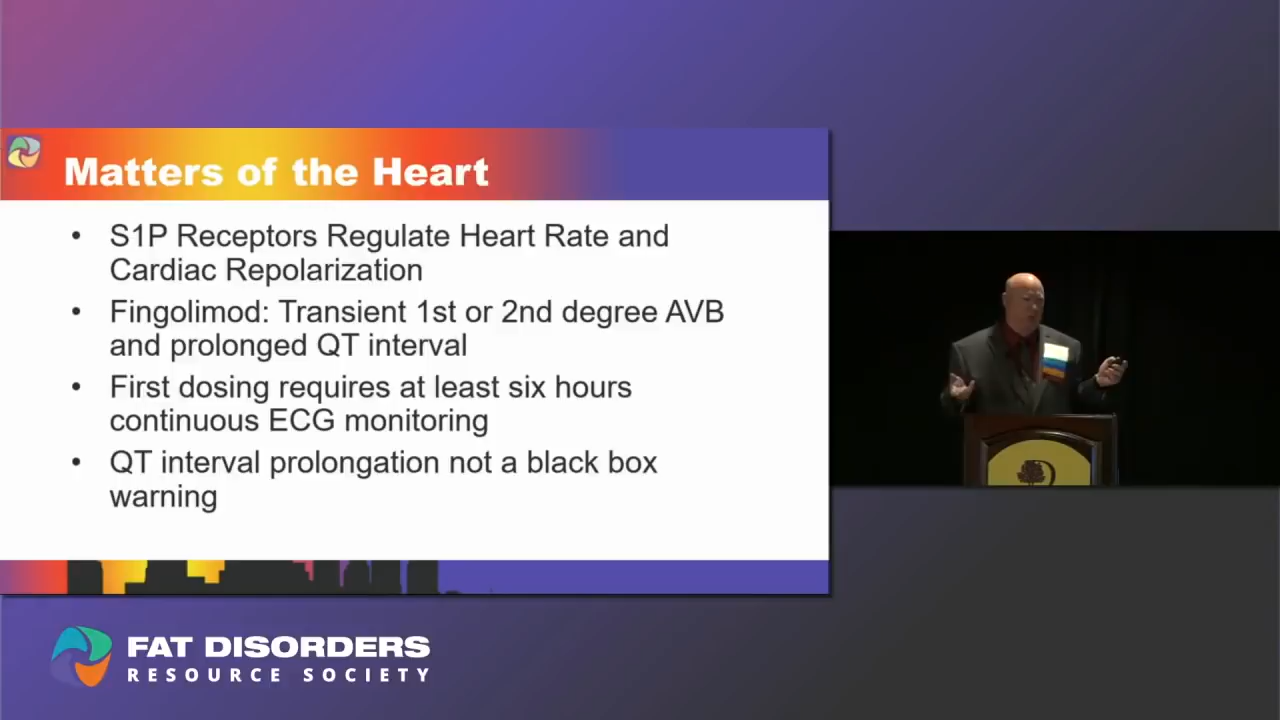 Matters of the Heart
• S1P Receptors Regulate Heart Rate and
Cardiac Repolarization
• Fingolimod: Transient 1st or 2nd degree AVB
and prolonged QT interval
• First dosing requires at least six hours
continuous ECG monitoring
• QT interval prolongation not a black box
warning
FAT DISORDERS
RESOURCE SOCIETY